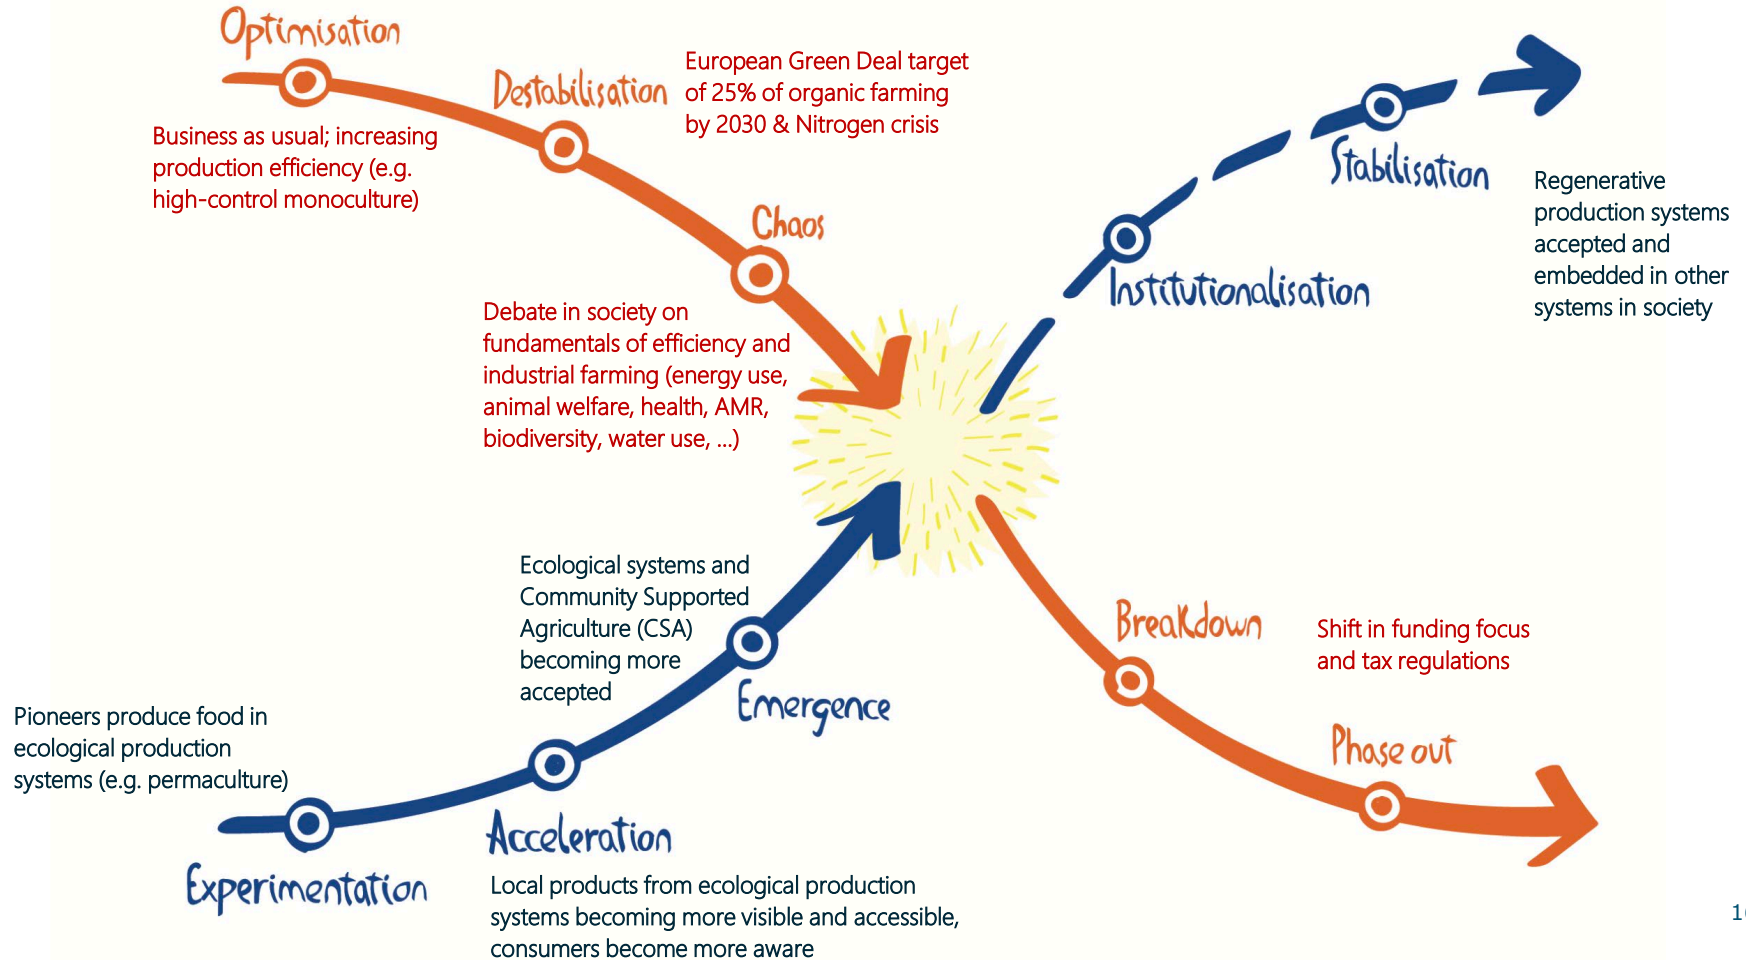 Optimisation
Business as usual; increasing
production efficiency (e.g.
high-control monoculture)
Destabilisation
European Green Deal target
of 25% of organic farming
by 2030 & Nitrogen crisis
Chaos
Debate in society on
fundamentals of efficiency and
industrial farming (energy use,
animal welfare, health, AMR,
biodiversity, water use, ...)
Stabilisation
Regenerative
production systems
accepted and
embedded in other
systems in society
Institutionalisation
Ecological systems and
Community Supported
Agriculture (CSA)
becoming more
accepted
Emergence
Breakdown
Shift in funding focus
and tax regulations
Phase out
Pioneers produce food in
ecological production
systems (e.g. permaculture)
Experimentation
Acceleration
Local products from ecological production
systems becoming more visible and accessible,
consumers become more aware